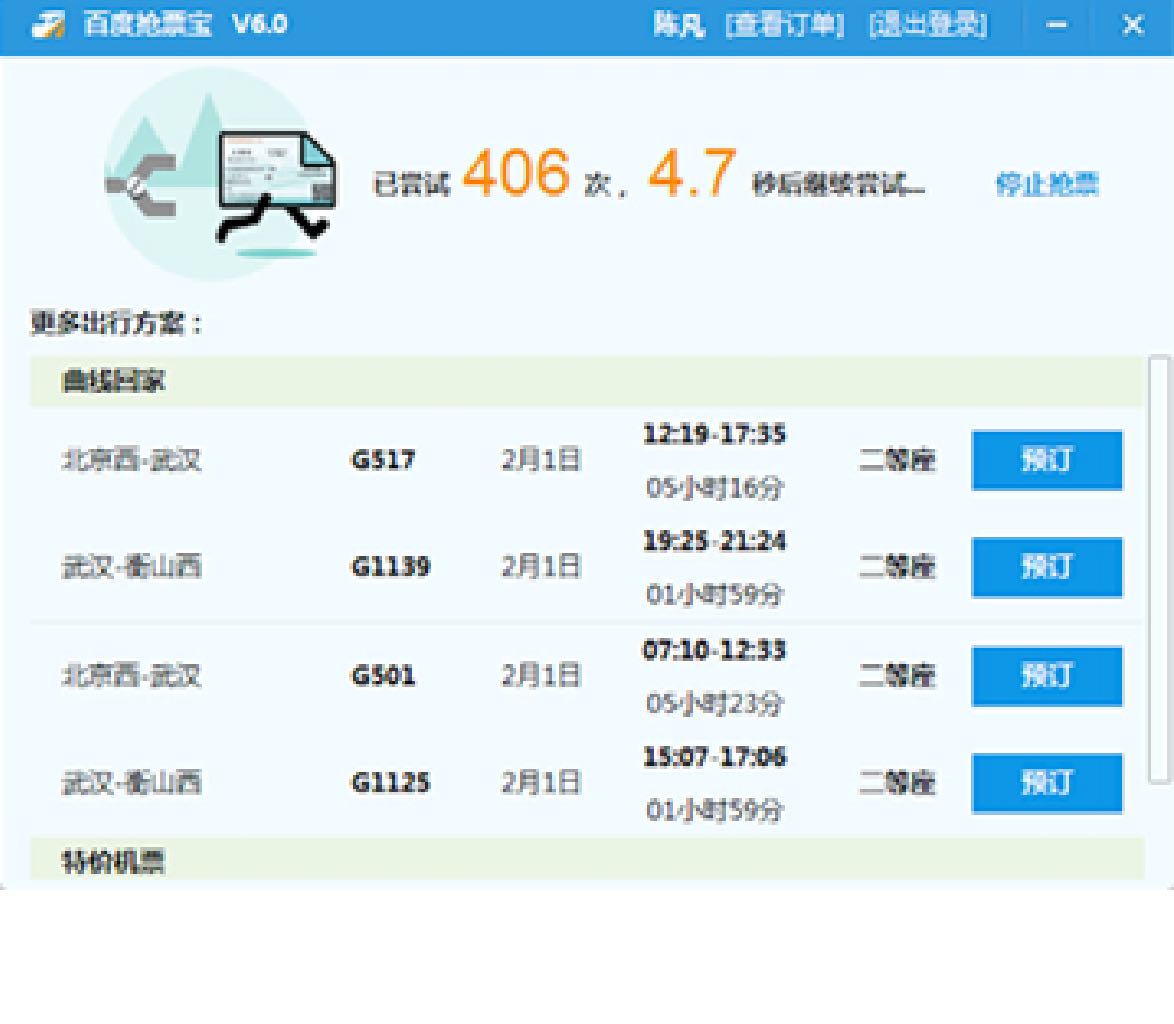 百度抢票宝 V6.0 陈凡 [查看订单] [退出登录]
已尝试 406 次, 4.7 秒后继续尝试...  停止抢票
更多出行方案：
曲线回家
12:19-17:35
北京西-武汉 G517 2月1日 二等座 预订
05小时16分
19:25-21:24
武汉-衡山西 G1139 2月1日 二等座 预订
01小时59分
07:10-12:33
北京西-武汉 G501 2月1日 二等座 预订
05小时23分
15:07-17:06
武汉-衡山西 G1125 2月1日 二等座 预订
01小时59分
特价机票